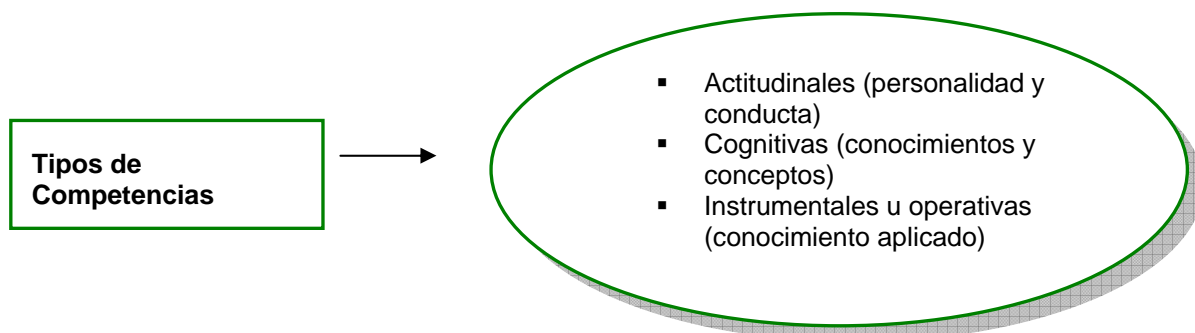 Tipos de
Competencias
▪ Actitudinales (personalidad y
conducta)
▪ Cognitivas (conocimientos y
conceptos)
▪ Instrumentales u operativas
(conocimiento aplicado)